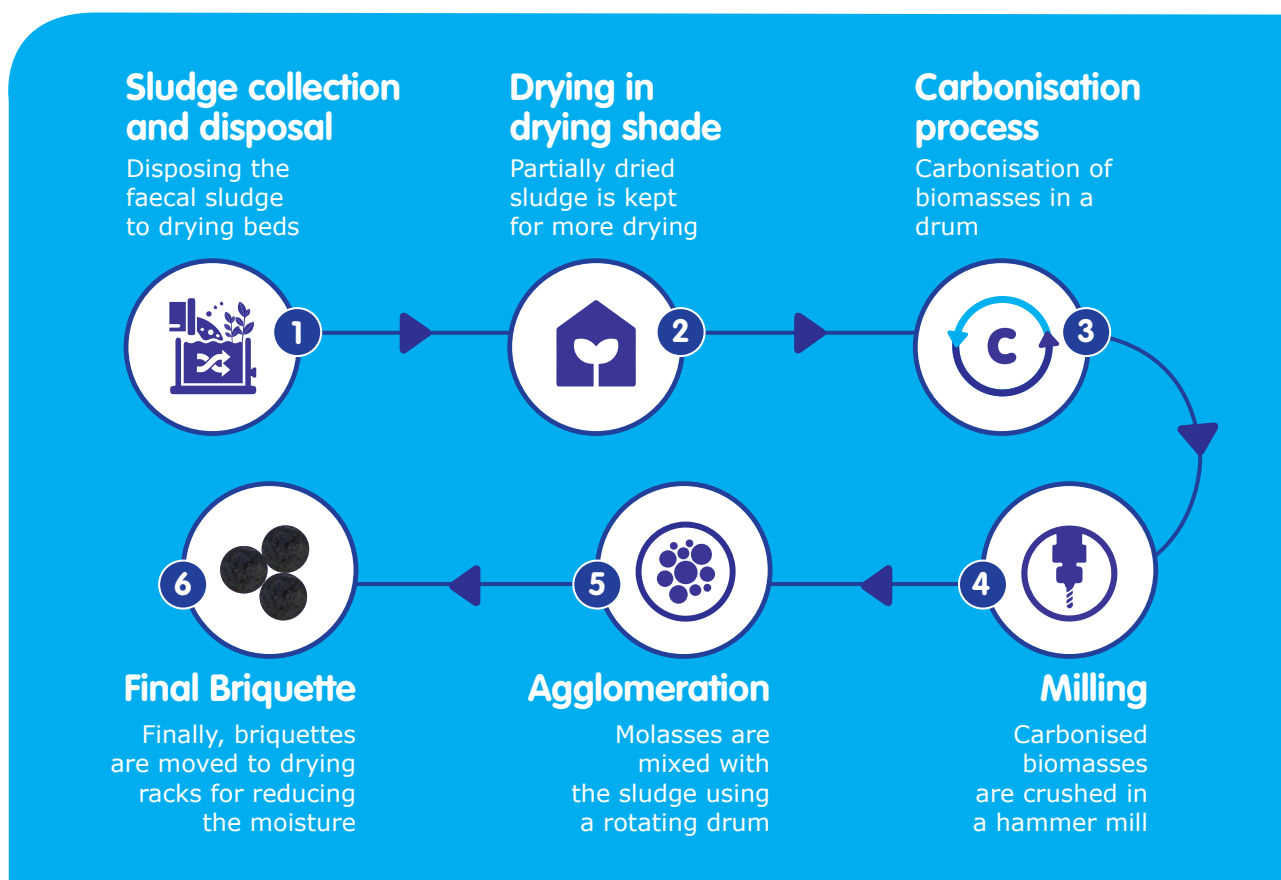 Sludge collection
and disposal
Disposing the
faecal sludge
to drying beds
1
Drying in
drying shade
Partially dried
sludge is kept
for more drying
2
Carbonisation
process
Carbonisation of
biomasses in a
drum
C
3
4
Milling
Carbonised
biomasses
are crushed in
a hammer mill
5
Agglomeration
Molasses are
mixed with
the sludge using
a rotating drum
6
Final Briquette
Finally, briquettes
are moved to drying
racks for reducing
the moisture